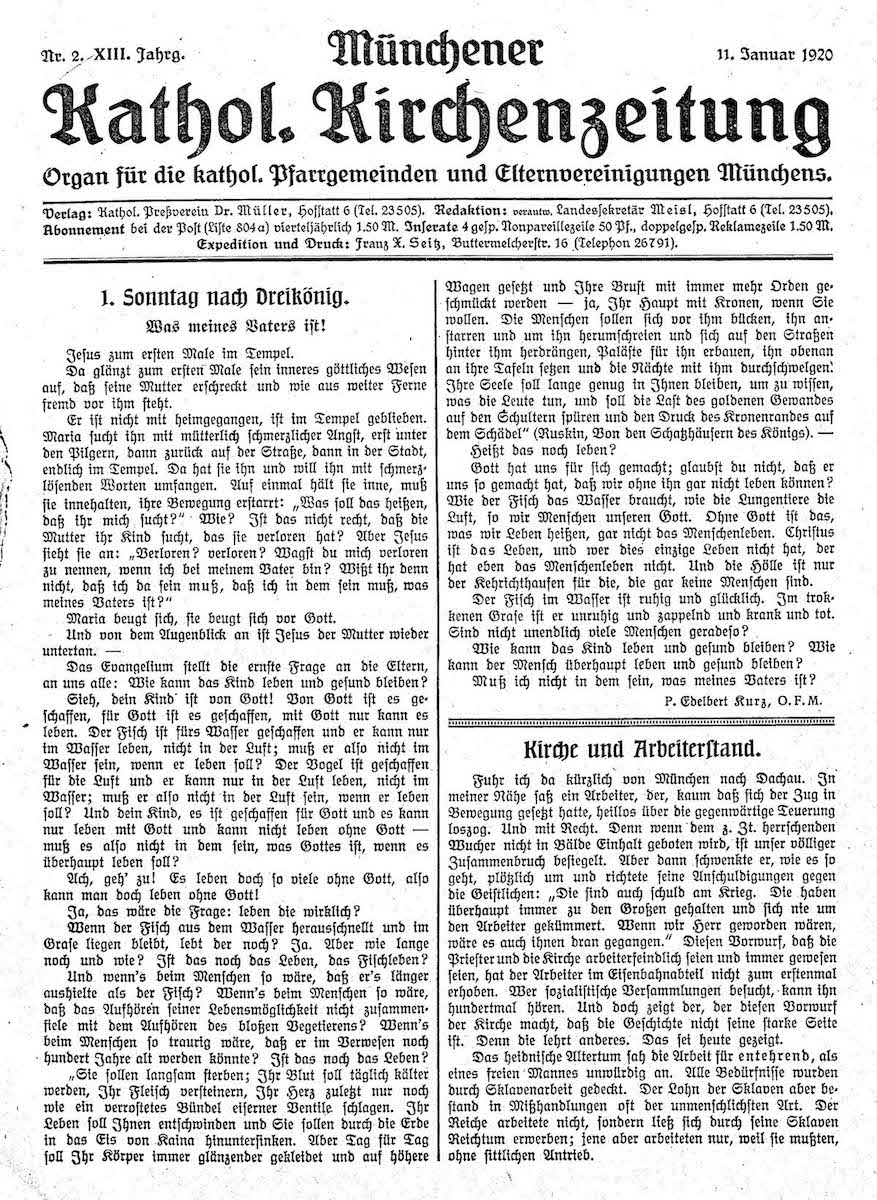 Nr. 2. XIII. Jahrg.
Münchener
11. Januar 1920
Kathol. Kirchenzeitung
Organ für die kathol. Pfarrgemeinden und Elternvereinigungen Münchens.
Verlag: Kathol. Preßverein Dr. Müller, Hofstatt 6 (Tel. 23505). Redaktion: verantw. Landessekretär Meisl, Hofstatt 6 (Tel. 23505).
Abonnement bei der Post (Liste 804a) vierteljährlich 1.50 M. Inserate 4 gesp. Nonpareillezeile 50 Pf., doppelgesp. Reklamezeile 1.50 M.
Expedition und Druck: Franz X. Seitz, Buttermelcherstr. 16 (Telephon 26791).
1. Sonntag nach Dreikönig.
Was meines Vaters ist!
Jesus zum ersten Male im Tempel.
Da glänzt zum ersten Male sein inneres göttliches Wesen
auf, daß seine Mutter erschreckt und wie aus weiter Ferne
fremd vor ihm steht.
Er ist nicht mit heimgegangen, ist im Tempel geblieben.
Maria sucht ihn mit mütterlich schmerzlicher Angst, erst unter
den Pilgern, dann zurück auf der Straße, dann in der Stadt,
endlich im Tempel. Da hat sie ihn und will ihn mit schmerz-
lösenden Worten umfangen. Auf einmal hält sie inne, muß
sie innehalten, ihre Bewegung erstarrt: „Was soll das heißen,
daß ihr mich sucht?“ Wie? Ist das nicht recht, daß die
Mutter ihr Kind sucht, das sie verloren hat? Aber Jesus
sieht sie an: „Verloren? verloren? Wagst du mich verloren
zu nennen, wenn ich bei meinem Vater bin? Wißt ihr denn
nicht, daß ich da sein muß, daß ich in dem sein muß, was
meines Vaters ist?“
Maria beugt sich, sie beugt sich vor Gott.
Und von dem Augenblick an ist Jesus der Mutter wieder
untertan. —
Das Evangelium stellt die ernste Frage an die Eltern,
an uns alle: Wie kann das Kind leben und gesund bleiben?
Sieh, dein Kind ist von Gott! Von Gott ist es ge-
schaffen, für Gott ist es geschaffen, mit Gott nur kann es
leben. Der Fisch ist fürs Wasser geschaffen und er kann nur
im Wasser leben, nicht in der Luft; muß er also nicht im
Wasser sein, wenn er leben soll? Der Vogel ist geschaffen
für die Luft und er kann nur in der Luft leben, nicht im
Wasser; muß er also nicht in der Luft sein, wenn er leben
soll? Und dein Kind, es ist geschaffen für Gott und es kann
nur leben mit Gott und kann nicht leben ohne Gott —
muß es also nicht in dem sein, was Gottes ist, wenn es
überhaupt leben soll?
Ach, geh' zu! Es leben doch so viele ohne Gott, also
kann man doch leben ohne Gott!
Ja, das wäre die Frage: leben die wirklich?
Wenn der Fisch aus dem Wasser herausschnellt und im
Grase liegen bleibt, lebt der noch? Ja. Aber wie lange
noch und wie? Ist das noch das Leben, das Fischleben?
Und wenn's beim Menschen so wäre, daß er's länger
aushielte als der Fisch? Wenn's beim Menschen so wäre,
daß das Aufhören seiner Lebensmöglichkeit nicht zusammen-
fiele mit dem Aufhören des bloßen Vegetierens? Wenn's
beim Menschen so traurig wäre, daß er im Verwesen noch
hundert Jahre alt werden könnte? Ist das noch das Leben?
„Sie sollen langsam sterben; Ihr Blut soll täglich kälter
werden, Ihr Fleisch versteinern, Ihr Herz zuletzt nur noch
wie ein verrostetes Bündel eiserner Ventile schlagen. Ihr
Leben soll Ihnen entschwinden und Sie sollen durch die Erde
in das Eis von Kaina hinuntersinken. Aber Tag für Tag
soll Ihr Körper immer glänzender gekleidet und auf höhere
Wagen gesetzt und Ihre Brust mit immer mehr Orden ge-
schmückt werden — ja, Ihr Haupt mit Kronen, wenn Sie
wollen. Die Menschen sollen sich vor ihm bücken, ihn an-
starren und um ihn herumschreien und sich auf den Straßen
hinter ihm herdrängen, Paläste für ihn erbauen, ihn obenan
an ihre Tafeln setzen und die Nächte mit ihm durchschwelgen!
Ihre Seele soll lange genug in Ihnen bleiben, um zu wissen,
was die Leute tun, und soll die Last des goldenen Gewandes
auf den Schultern spüren und den Druck des Kronenrandes auf
dem Schädel“ (Ruskin, Von den Schatzhäusern des Königs). —
Heißt das noch leben?
Gott hat uns für sich gemacht; glaubst du nicht, daß er
uns so gemacht hat, daß wir ohne ihn gar nicht leben können?
Wie der Fisch das Wasser braucht, wie die Lungentiere die
Luft, so wir Menschen unseren Gott. Ohne Gott ist das,
was wir Leben heißen, gar nicht das Menschenleben. Christus
ist das Leben, und wer dies einzige Leben nicht hat, der
hat eben das Menschenleben nicht. Und die Hölle ist nur
der Kehrichthaufen für die, die gar keine Menschen sind.
Der Fisch im Wasser ist ruhig und glücklich. Im trok-
kenen Grase ist er unruhig und zappelnd und krank und tot.
Sind nicht unendlich viele Menschen geradeso?
Wie kann das Kind leben und gesund bleiben? Wie
kann der Mensch überhaupt leben und gesund bleiben?
Muß ich nicht in dem sein, was meines Vaters ist?
P. Edelbert Kurz, O. F. M.
Kirche und Arbeiterstand.
Fuhr ich da kürzlich von München nach Dachau. In
meiner Nähe saß ein Arbeiter, der, kaum daß sich der Zug in
Bewegung gesetzt hatte, heillos über die gegenwärtige Teuerung
loszog. Und mit Recht. Denn wenn dem z. Zt. herrschenden
Wucher nicht in Bälde Einhalt geboten wird, ist unser völliger
Zusammenbruch besiegelt. Aber dann schwenkte er, wie es so
geht, plötzlich um und richtete seine Anschuldigungen gegen
die Geistlichen: „Die sind auch schuld am Krieg. Die haben
überhaupt immer zu den Großen gehalten und sich nie um
den Arbeiter gekümmert. Wenn wir Herr geworden wären,
wäre es auch ihnen dran gegangen.“ Diesen Vorwurf, daß die
Priester und die Kirche arbeiterfeindlich seien und immer gewesen
seien, hat der Arbeiter im Eisenbahnabteil nicht zum erstenmal
erhoben. Wer sozialistische Versammlungen besucht, kann ihn
hundertmal hören. Und doch zeigt der, der diesen Vorwurf
der Kirche macht, daß die Geschichte nicht seine starke Seite
ist. Denn die lehrt anderes. Das sei heute gezeigt.
Das heidnische Altertum sah die Arbeit für entehrend, als
eines freien Mannes unwürdig an. Alle Bedürfnisse wurden
durch Sklavenarbeit gedeckt. Der Lohn der Sklaven aber be-
stand in Mißhandlungen oft der unmenschlichsten Art. Der
Reiche arbeitete nicht, sondern ließ sich durch seine Sklaven
Reichtum erwerben; jene aber arbeiteten nur, weil sie mußten,
ohne sittlichen Antrieb.